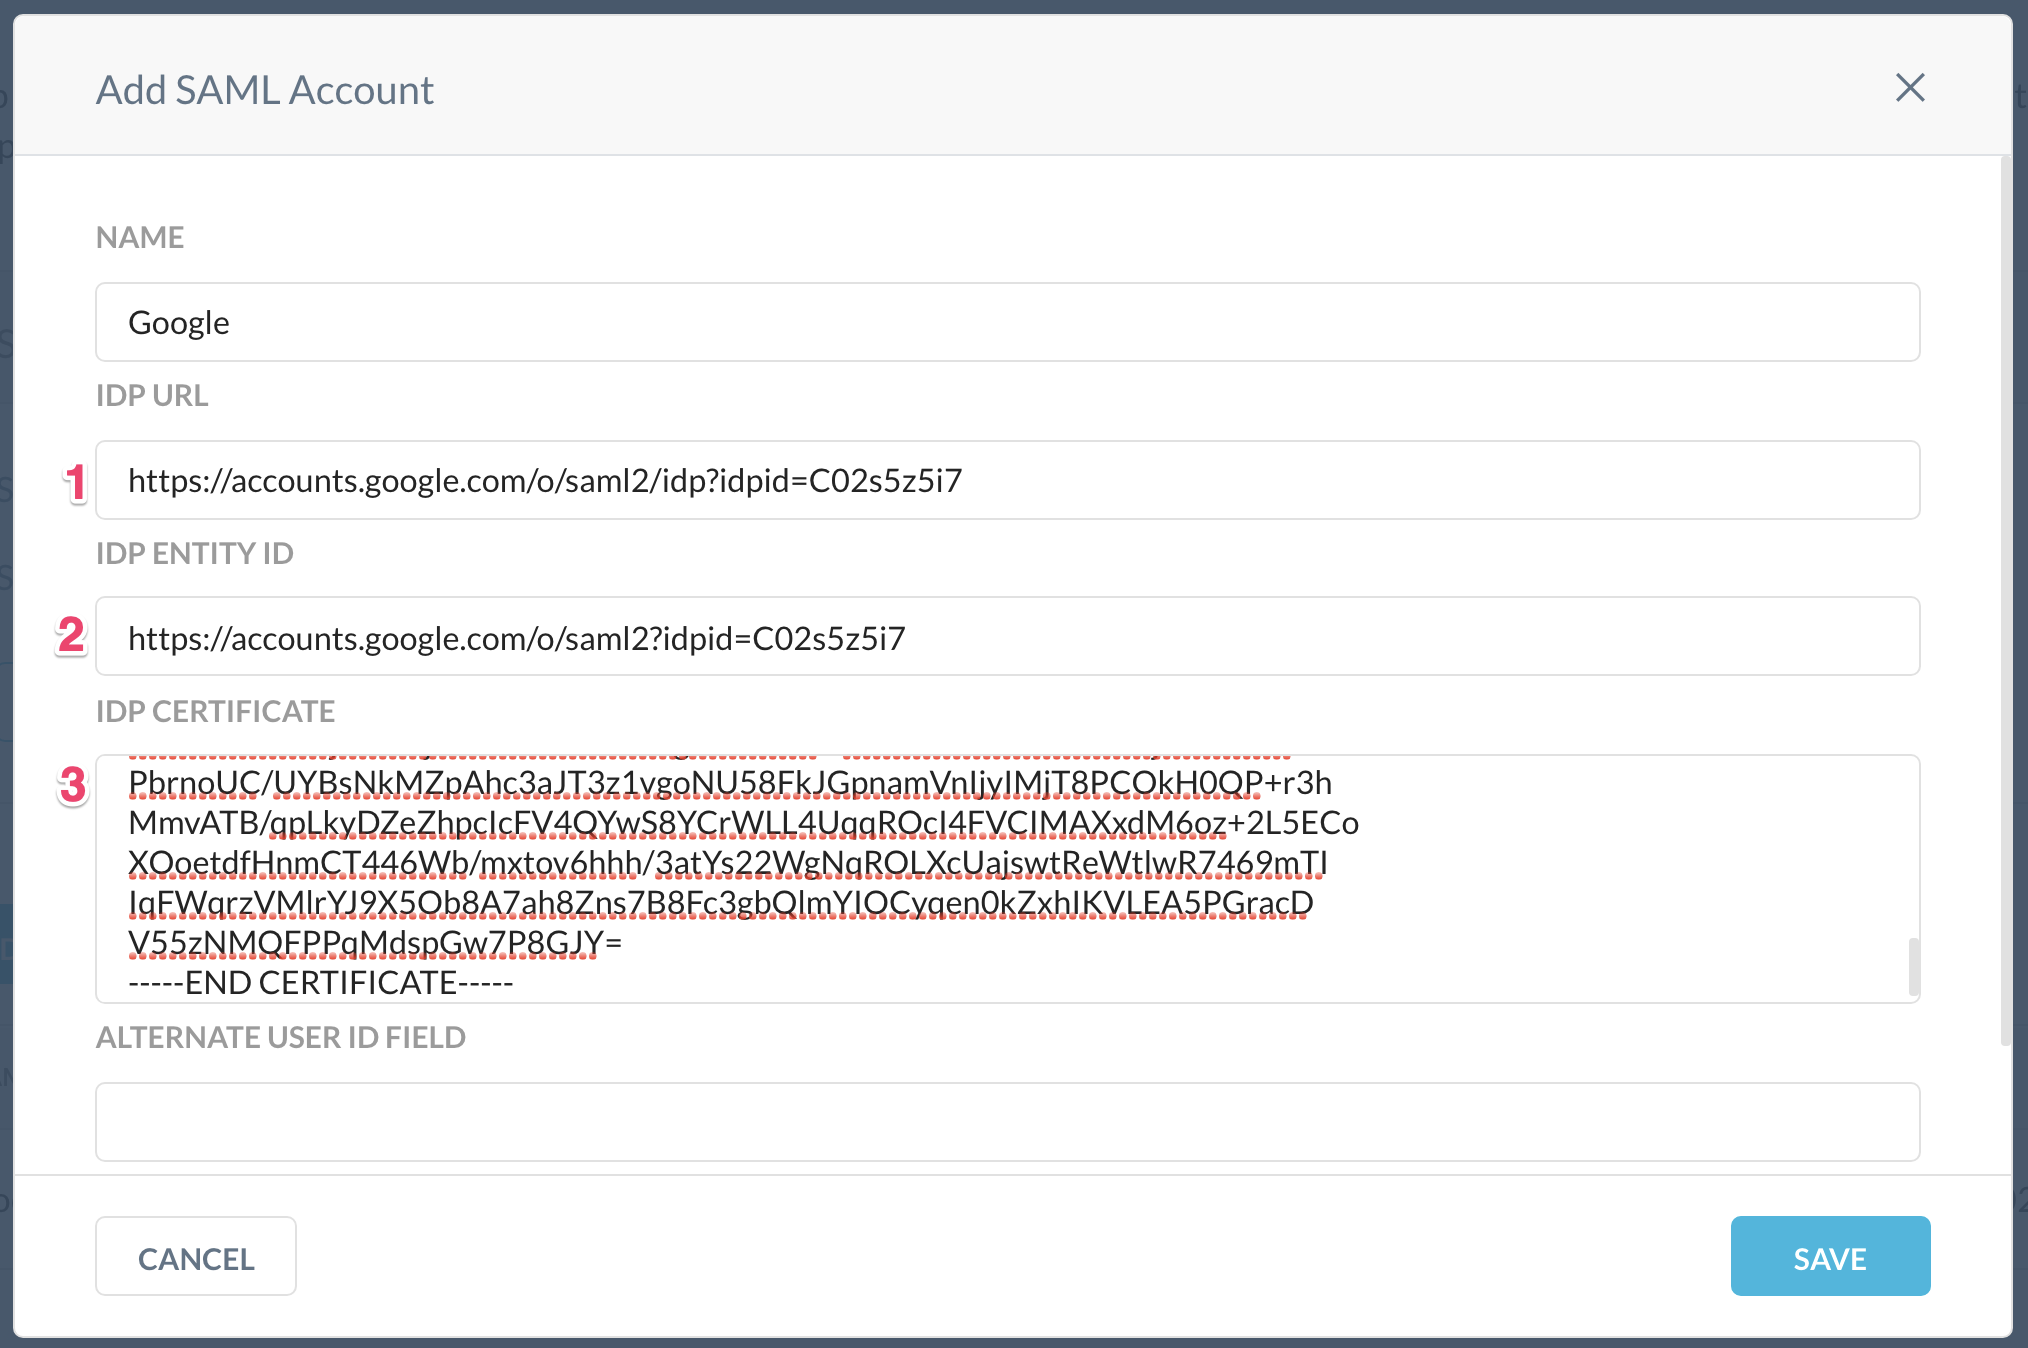 Add SAML Account
NAME
Google
IDP URL
1 https://accounts.google.com/o/saml2/idp?idpid=C02s5z5i7
IDP ENTITY ID
2 https://accounts.google.com/o/saml2?idpid=C02s5z5i7
IDP CERTIFICATE
3 PbrnoUC/UYBsNkMZpAhc3aJT3z1vgoNU58FkJGpnamVnIjyIMjT8PCOkH0QP+r3h
MmvATB/qpLkyDZeZhpcIcFV4QYwS8YCrWLL4UqqROcI4FVCIMAXxdM6oz+2L5ECo
XOoetdfHnmCT446Wb/mxtov6hhh/3atYs22WgNqROLXcUajswtReWtlwR7469mTI
IqFWqrzVMlrYJ9X5Ob8A7ah8Zns7B8Fc3gbQlmYIOCyqen0kZxhIKVLEA5PGracD
V55zNMQFPPqMdspGw7P8GJY=
-----END CERTIFICATE-----
ALTERNATE USER ID FIELD
CANCEL
SAVE